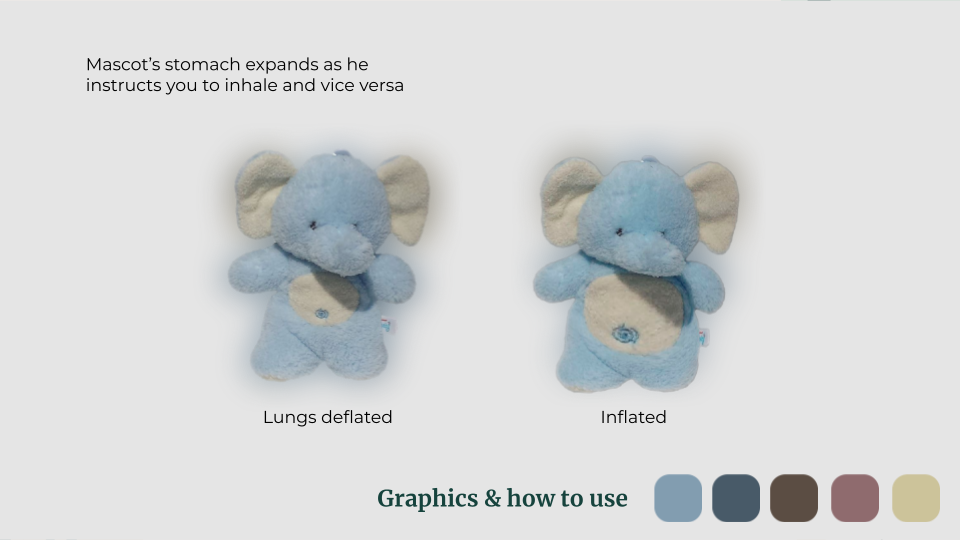 Mascot’s stomach expands as he
instructs you to inhale and vice versa
Lungs deflated
Inflated
Graphics & how to use